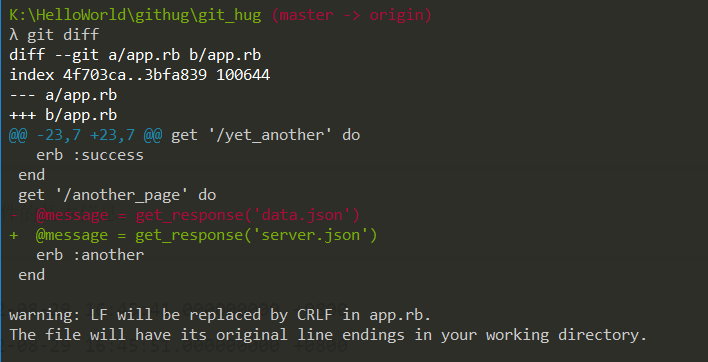 K:\HelloWorld\githug\git_hug (master -> origin)
λ git diff
diff --git a/app.rb b/app.rb
index 4f703ca..3bfa839 100644
--- a/app.rb
+++ b/app.rb
@@ -23,7 +23,7 @@ get '/yet_another' do
   erb :success
 end
 get '/another_page' do
-  @message = get_response('data.json')
+  @message = get_response('server.json')
   erb :another
 end

warning: LF will be replaced by CRLF in app.rb.
The file will have its original line endings in your working directory.